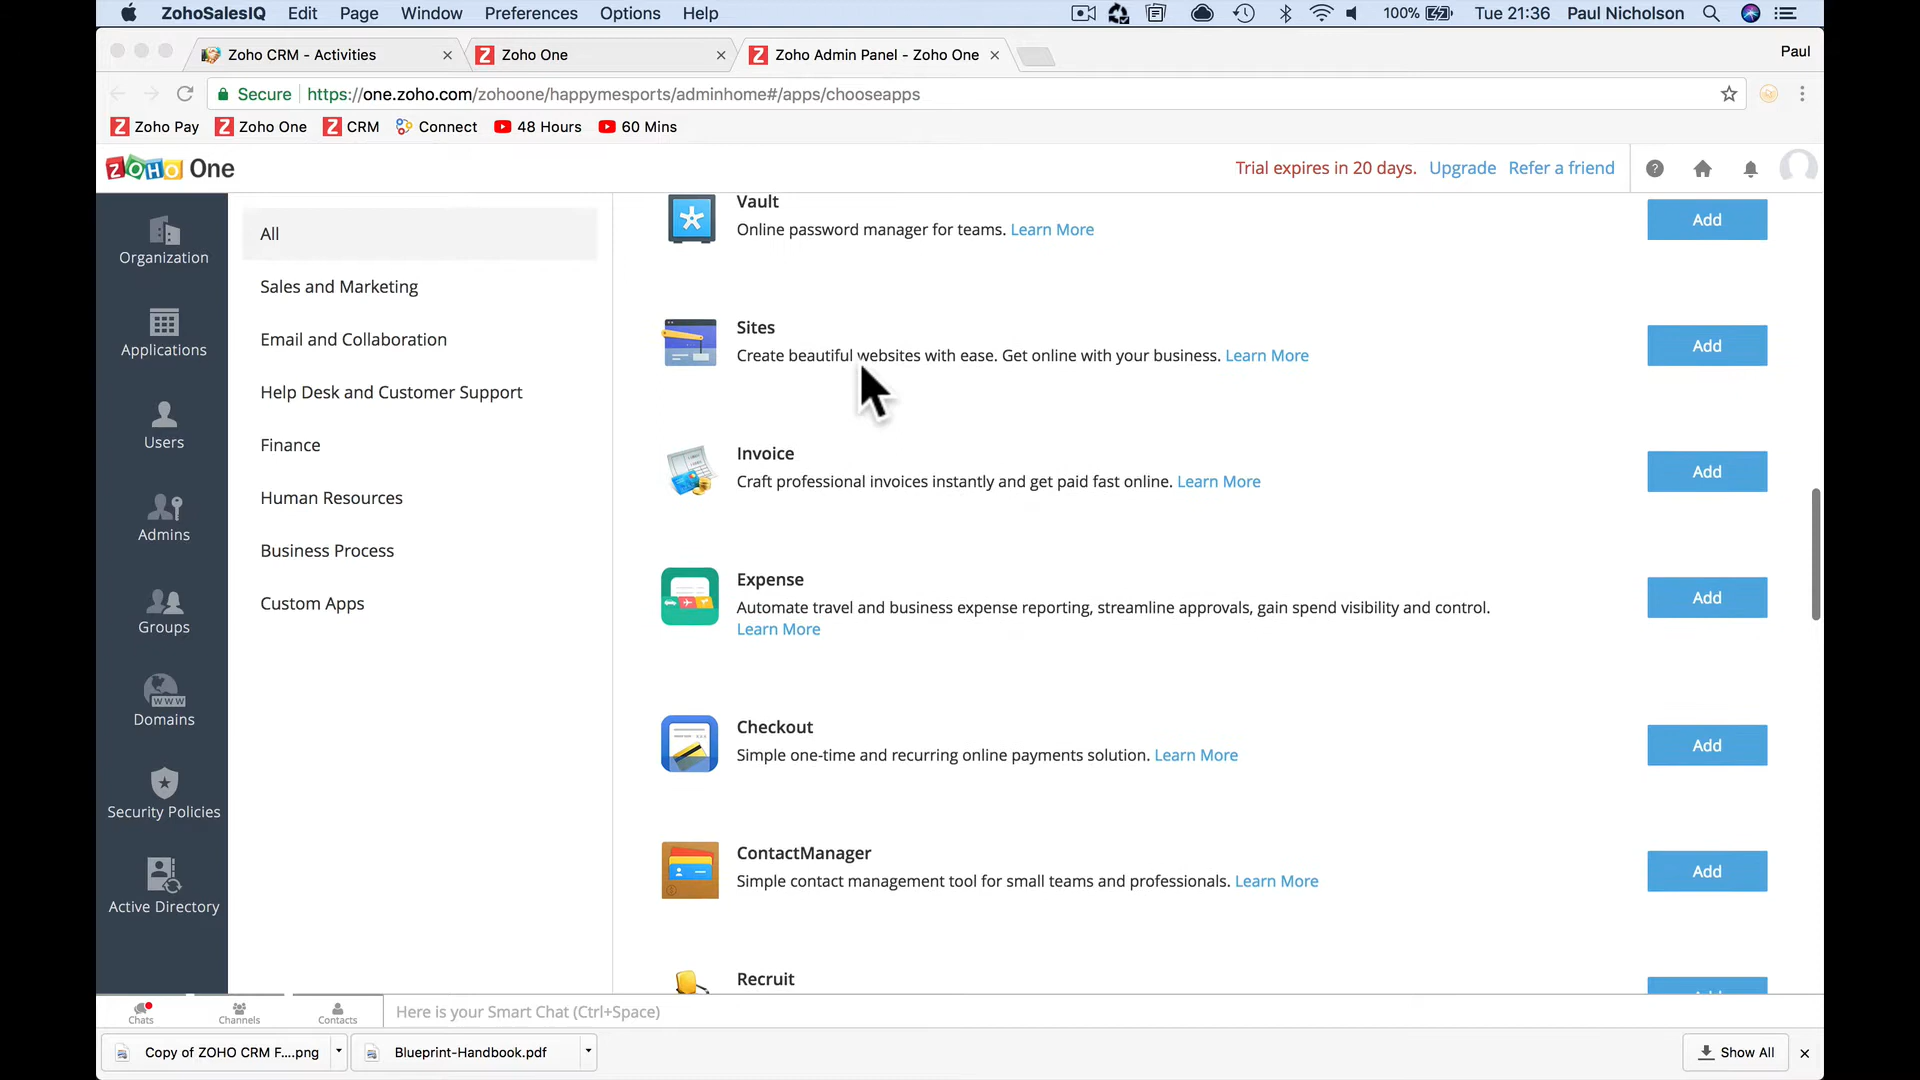 ZohoSalesIQ Edit Page Window Preferences Options Help 100% Tue 21:36 Paul Nicholson
Zoho CRM - Activities Zoho One Zoho Admin Panel - Zoho One Paul
Secure https://one.zoho.com/zohoone/happymesports/adminhome#/apps/chooseapps
Zoho Pay Zoho One CRM Connect 48 Hours 60 Mins
ZOHO One Trial expires in 20 days. Upgrade Refer a friend
Organization
Applications
Users
Admins
Groups
Domains
Security Policies
Active Directory
All
Sales and Marketing
Email and Collaboration
Help Desk and Customer Support
Finance
Human Resources
Business Process
Custom Apps
Vault
Online password manager for teams. Learn More
Add
Sites
Create beautiful websites with ease. Get online with your business. Learn More
Add
Invoice
Craft professional invoices instantly and get paid fast online. Learn More
Add
Expense
Automate travel and business expense reporting, streamline approvals, gain spend visibility and control.
Learn More
Add
Checkout
Simple one-time and recurring online payments solution. Learn More
Add
ContactManager
Simple contact management tool for small teams and professionals. Learn More
Add
Recruit
Chats Channels Contacts Here is your Smart Chat (Ctrl+Space)
Copy of ZOHO CRM F....png Blueprint-Handbook.pdf Show All